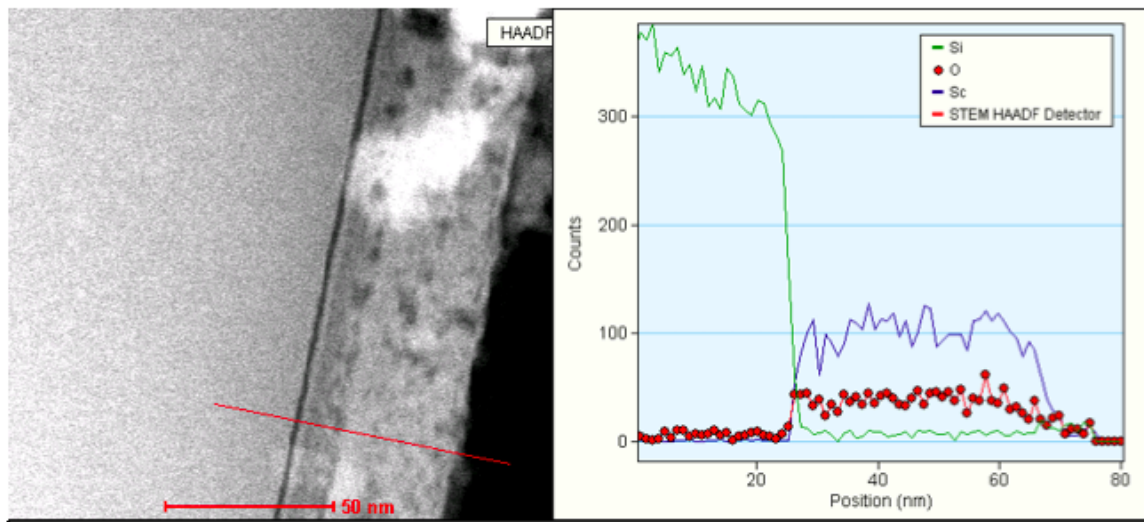 HAADF
50 nm
Si
O
Sc
STEM HAADF Detector
300
200
100
0
Counts
20
40
60
80
Position (nm)